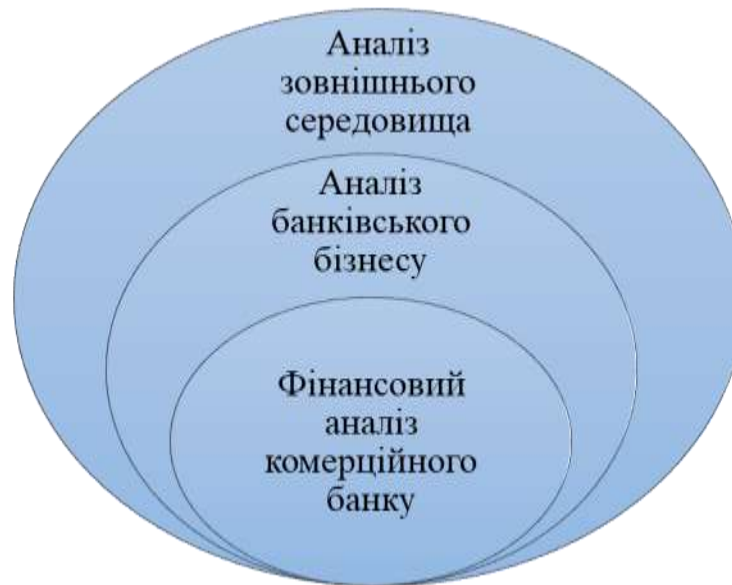 Аналіз
зовнішнього
середовища
Аналіз
банківського
бізнесу
Фінансовий
аналіз
комерційного
банку